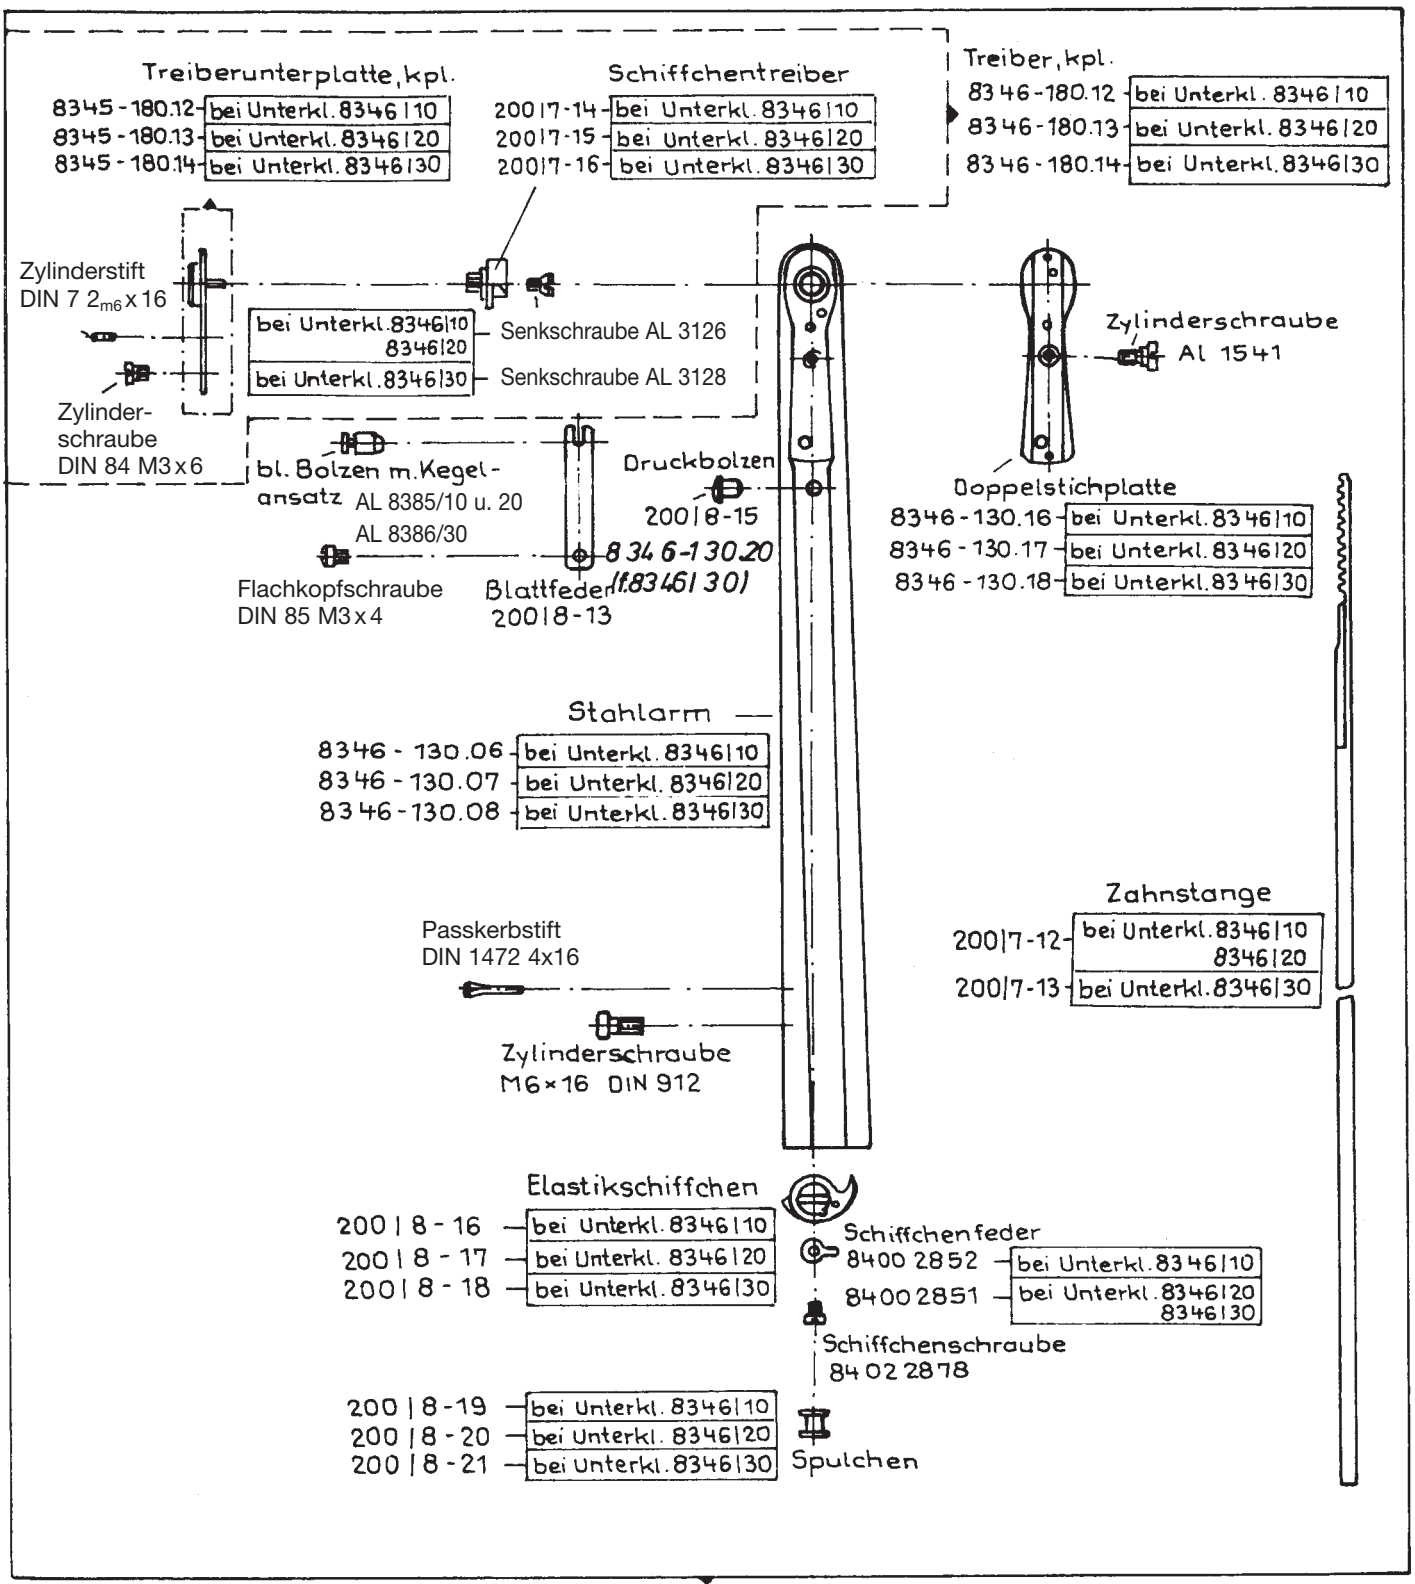 Treiberunterplatte, kpl.
8345-180.12 bei Unterkl. 8346|10
8345-180.13 bei Unterkl. 8346|20
8345-180.14 bei Unterkl. 8346|30
Schiffchentreiber
200|7-14 bei Unterkl. 8346|10
200|7-15 bei Unterkl. 8346|20
200|7-16 bei Unterkl. 8346|30
Treiber, kpl.
8346-180.12 bei Unterkl. 8346|10
8346-180.13 bei Unterkl. 8346|20
8346-180.14 bei Unterkl. 8346|30
Zylinderstift
DIN 7 2m6 x 16
bei Unterkl. 8346|10
8346|20
Senkschraube AL 3126
bei Unterkl. 8346|30
Senkschraube AL 3128
Zylinder-
schraube
DIN 84 M3 x 6
Zylinderschraube
Al 1541
bl. Bolzen m. Kegel-
ansatz AL 8385/10 u. 20
AL 8386/30
Flachkopfschraube
DIN 85 M3 x 4
Blattfeder
200|8-13
Druckbolzen
200|8-15
8346-130.20
(f. 8346|30)
Doppelstichplatte
8346-130.16 bei Unterkl. 8346|10
8346-130.17 bei Unterkl. 8346|20
8346-130.18 bei Unterkl. 8346|30
Stahlarm
8346-130.06 bei Unterkl. 8346|10
8346-130.07 bei Unterkl. 8346|20
8346-130.08 bei Unterkl. 8346|30
Zahnstange
200|7-12 bei Unterkl. 8346|10
8346|20
200|7-13 bei Unterkl. 8346|30
Passkerbstift
DIN 1472 4x16
Zylinderschraube
M6x16 DIN 912
Elastikschiffchen
200|8-16 bei Unterkl. 8346|10
200|8-17 bei Unterkl. 8346|20
200|8-18 bei Unterkl. 8346|30
Schiffchenfeder
8400 2852 bei Unterkl. 8346|10
8400 2851 bei Unterkl. 8346|20
8346|30
Schiffchenschraube
8402 2878
200|8-19 bei Unterkl. 8346|10
200|8-20 bei Unterkl. 8346|20
200|8-21 bei Unterkl. 8346|30
Spulchen